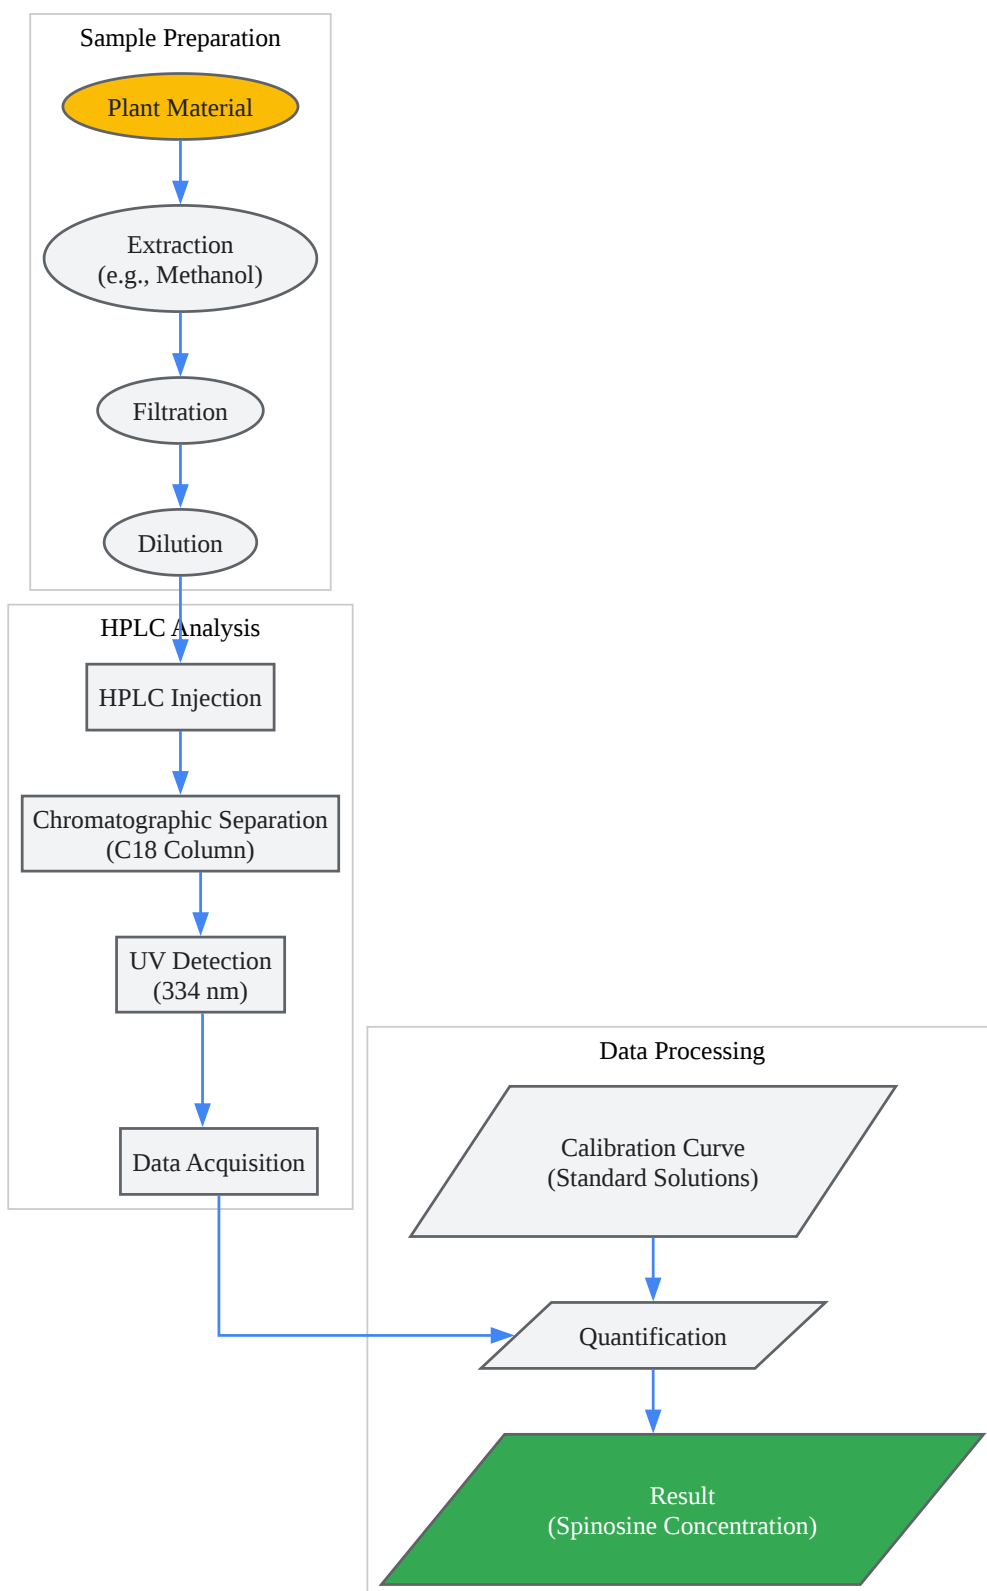 Sample Preparation
Plant Material
Extraction
(e.g., Methanol)
Filtration
Dilution
HPLC Analysis
HPLC Injection
Chromatographic Separation
(C18 Column)
UV Detection
(334 nm)
Data Acquisition
Data Processing
Calibration Curve
(Standard Solutions)
Quantification
Result
(Spinosine Concentration)